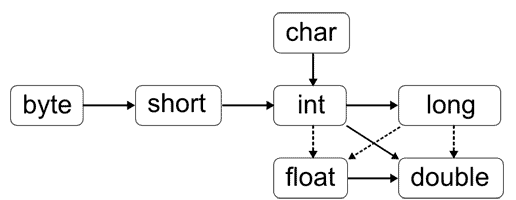 char
byte short int long
float double